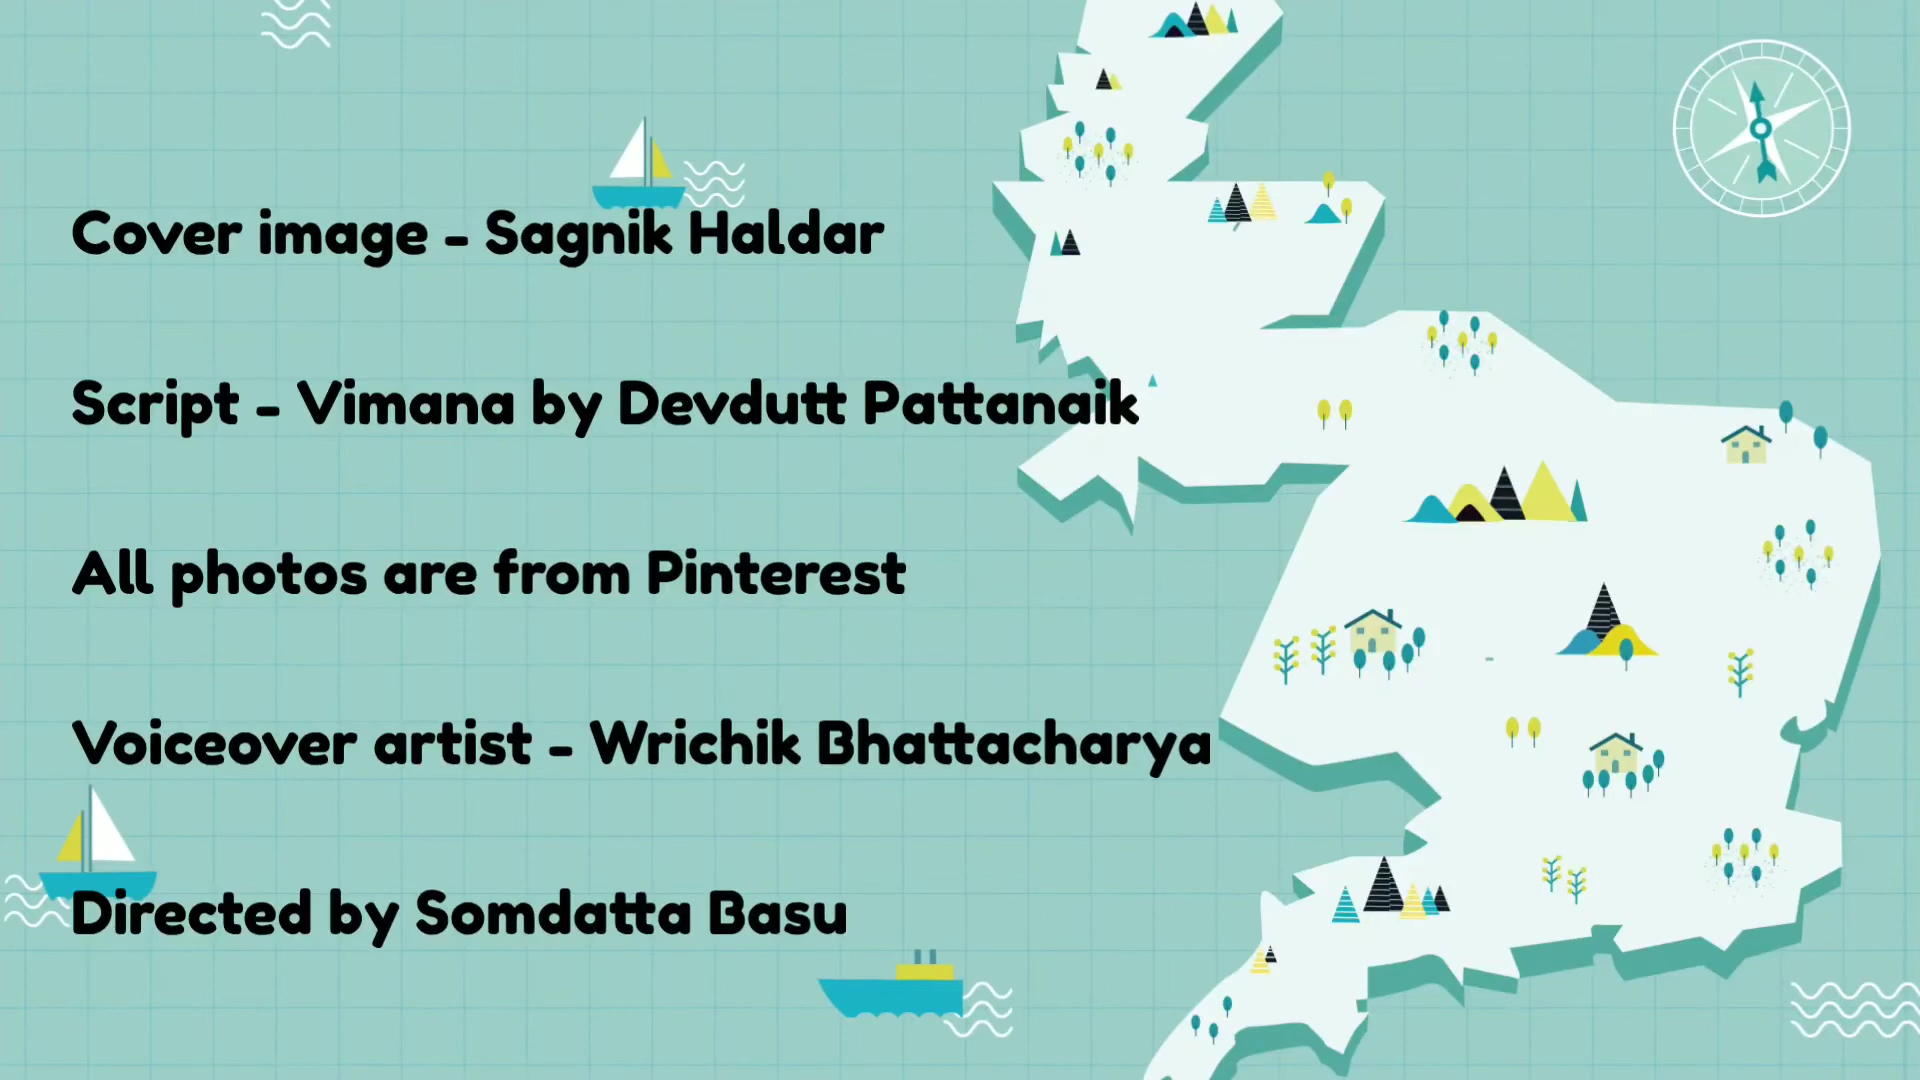 Cover image - Sagnik Haldar
Script - Vimana by Devdutt Pattanaik
All photos are from Pinterest
Voiceover artist - Wrichik Bhattacharya
Directed by Somdatta Basu